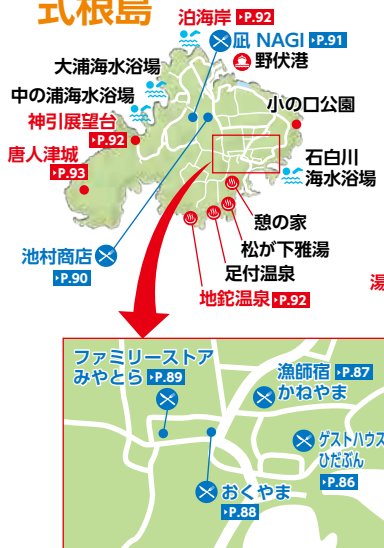 式根島
泊海岸 ▶P.92
凪 NAGI ▶P.91
野伏港
大浦海水浴場
中の浦海水浴場
小の口公園
神引展望台
▶P.92
唐人津城
▶P.93
石白川
海水浴場
憩の家
松が下雅湯
足付温泉
地鉈温泉 ▶P.92
池村商店
▶P.90
湯
ファミリーストア
みやとら ▶P.89
漁師宿 ▶P.87
かねやま
ゲストハウス
ひだぶん
▶P.86
おくやま
▶P.88